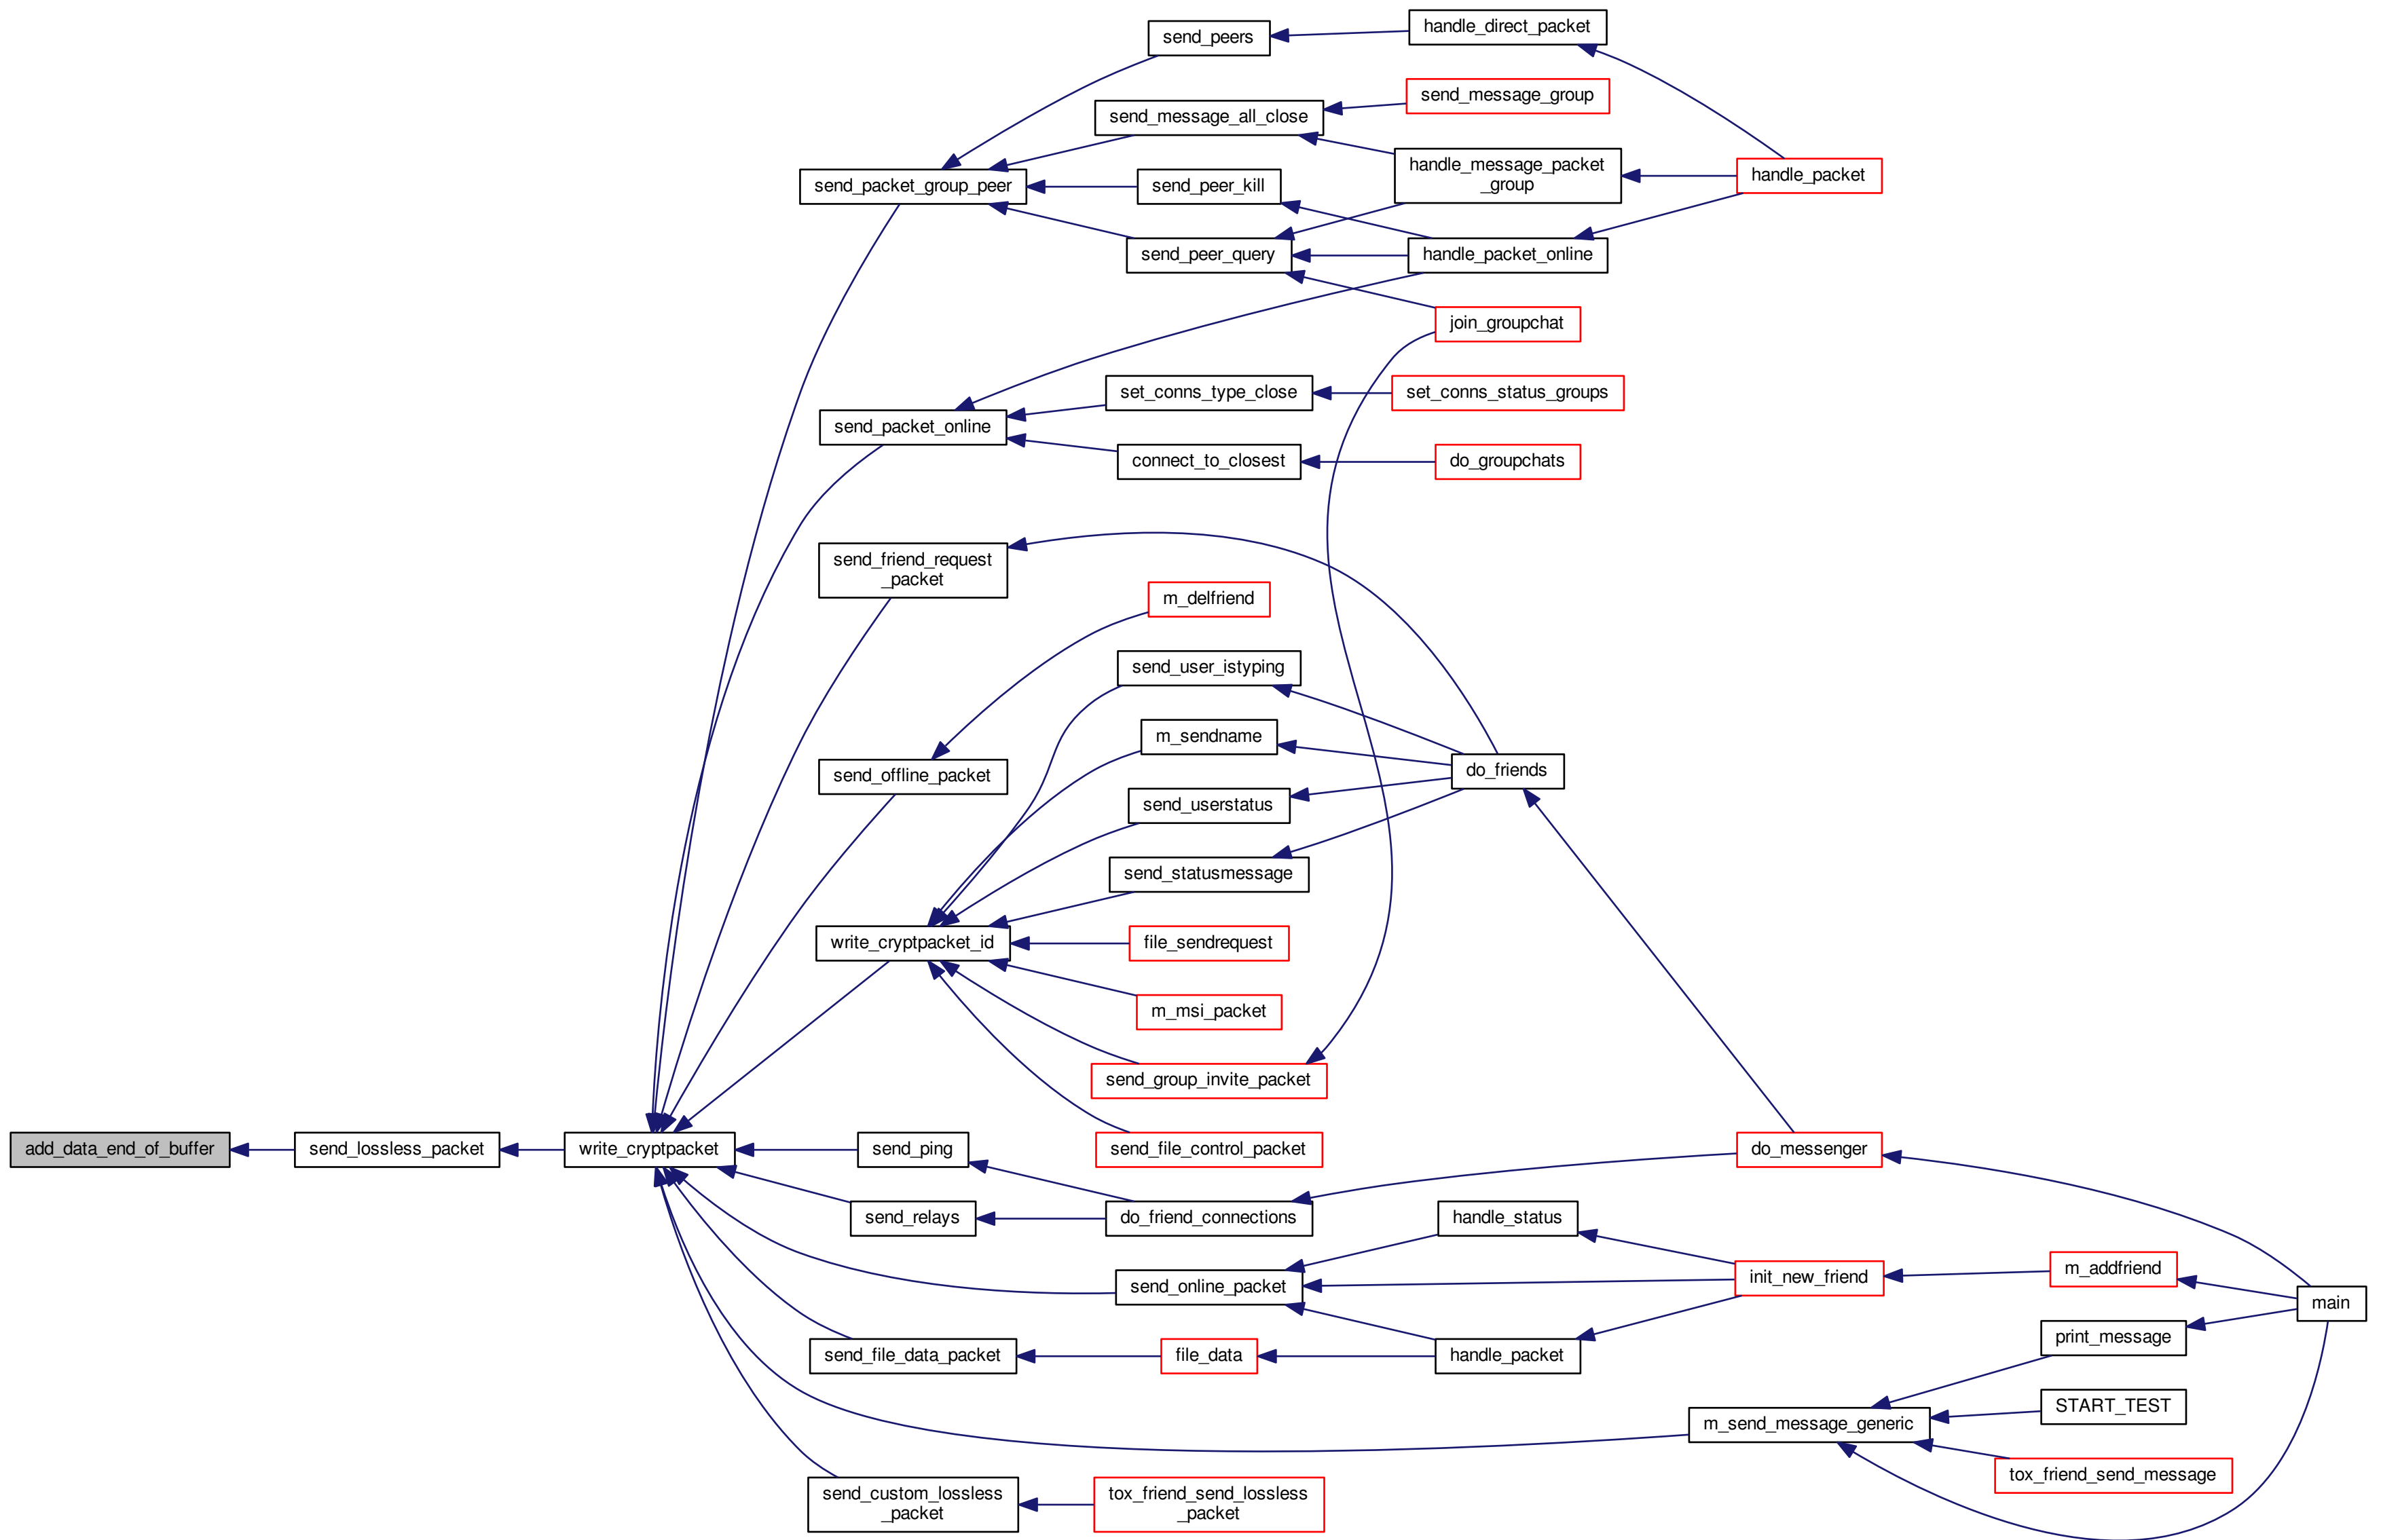 send_peers
handle_direct_packet
send_message_group
send_message_all_close
handle_message_packet
_group
handle_packet
send_packet_group_peer
send_peer_kill
send_peer_query
handle_packet_online
join_groupchat
set_conns_type_close
set_conns_status_groups
send_packet_online
connect_to_closest
do_groupchats
send_friend_request
_packet
m_delfriend
send_user_istyping
m_sendname
send_offline_packet
do_friends
send_userstatus
send_statusmessage
write_cryptpacket_id
file_sendrequest
m_msi_packet
send_group_invite_packet
add_data_end_of_buffer
send_lossless_packet
write_cryptpacket
send_ping
send_file_control_packet
do_messenger
send_relays
do_friend_connections
handle_status
send_online_packet
init_new_friend
m_addfriend
main
print_message
send_file_data_packet
file_data
handle_packet
START_TEST
m_send_message_generic
tox_friend_send_message
send_custom_lossless
_packet
tox_friend_send_lossless
_packet